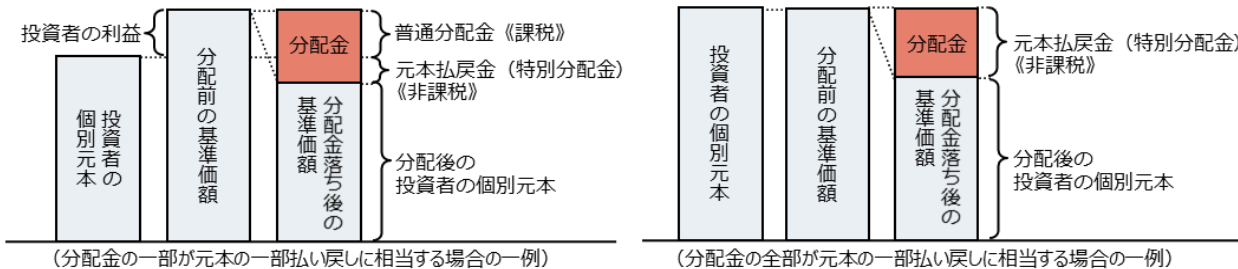 投資者の利益
投資者の
個別元本
分配前の基準価額
分配金
分配金落ち後の
基準価額
普通分配金《課税》
元本払戻金（特別分配金）
《非課税》
分配後の
投資者の個別元本
（分配金の一部が元本の一部払い戻しに相当する場合の一例）
投資者の個別元本
分配前の基準価額
分配金
分配金落ち後の
基準価額
元本払戻金（特別分配金）
《非課税》
分配後の
投資者の個別元本
（分配金の全部が元本の一部払い戻しに相当する場合の一例）